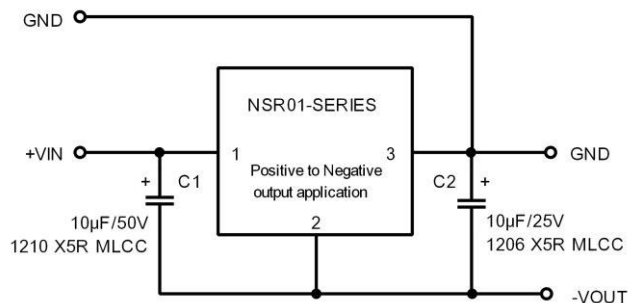 GND
NSR01-SERIES
+VIN
1
3
GND
Positive to Negative
output application
+
C1
C2
+
10µF/50V
1210 X5R MLCC
2
10µF/25V
1206 X5R MLCC
-VOUT